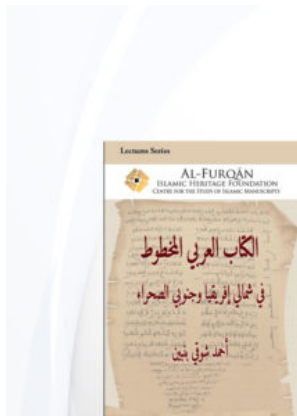 Lectures Series
AL-FURQĀN
ISLAMIC HERITAGE FOUNDATION
CENTRE FOR THE STUDY OF ISLAMIC MANUSCRIPTS
الكتاب العربي المخطوط
في شمالي إفريقيا وجنوبي الصحراء
أحمد شوقي بنبين